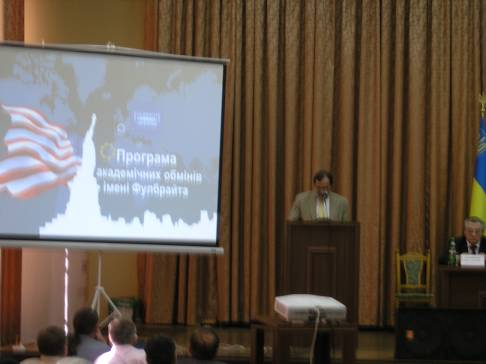 Програма
академічних обмінів
імені Фулбрайта